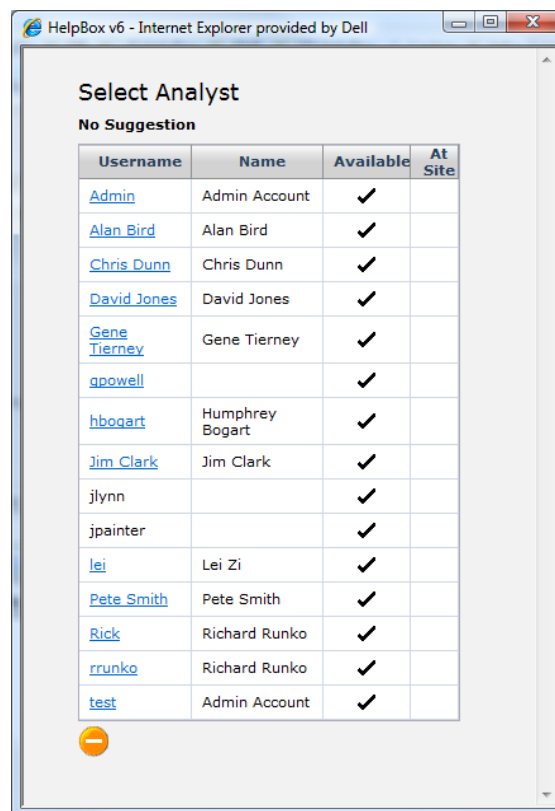 HelpBox v6 - Internet Explorer provided by Dell
Select Analyst
No Suggestion
Username Name Available At Site
Admin Admin Account
Alan Bird Alan Bird
Chris Dunn Chris Dunn
David Jones David Jones
Gene Tierney Gene Tierney
gpowell
hbogart Humphrey Bogart
Jim Clark Jim Clark
jlynn
jpainter
lei Lei Zi
Pete Smith Pete Smith
Rick Richard Runko
rrunko Richard Runko
test Admin Account